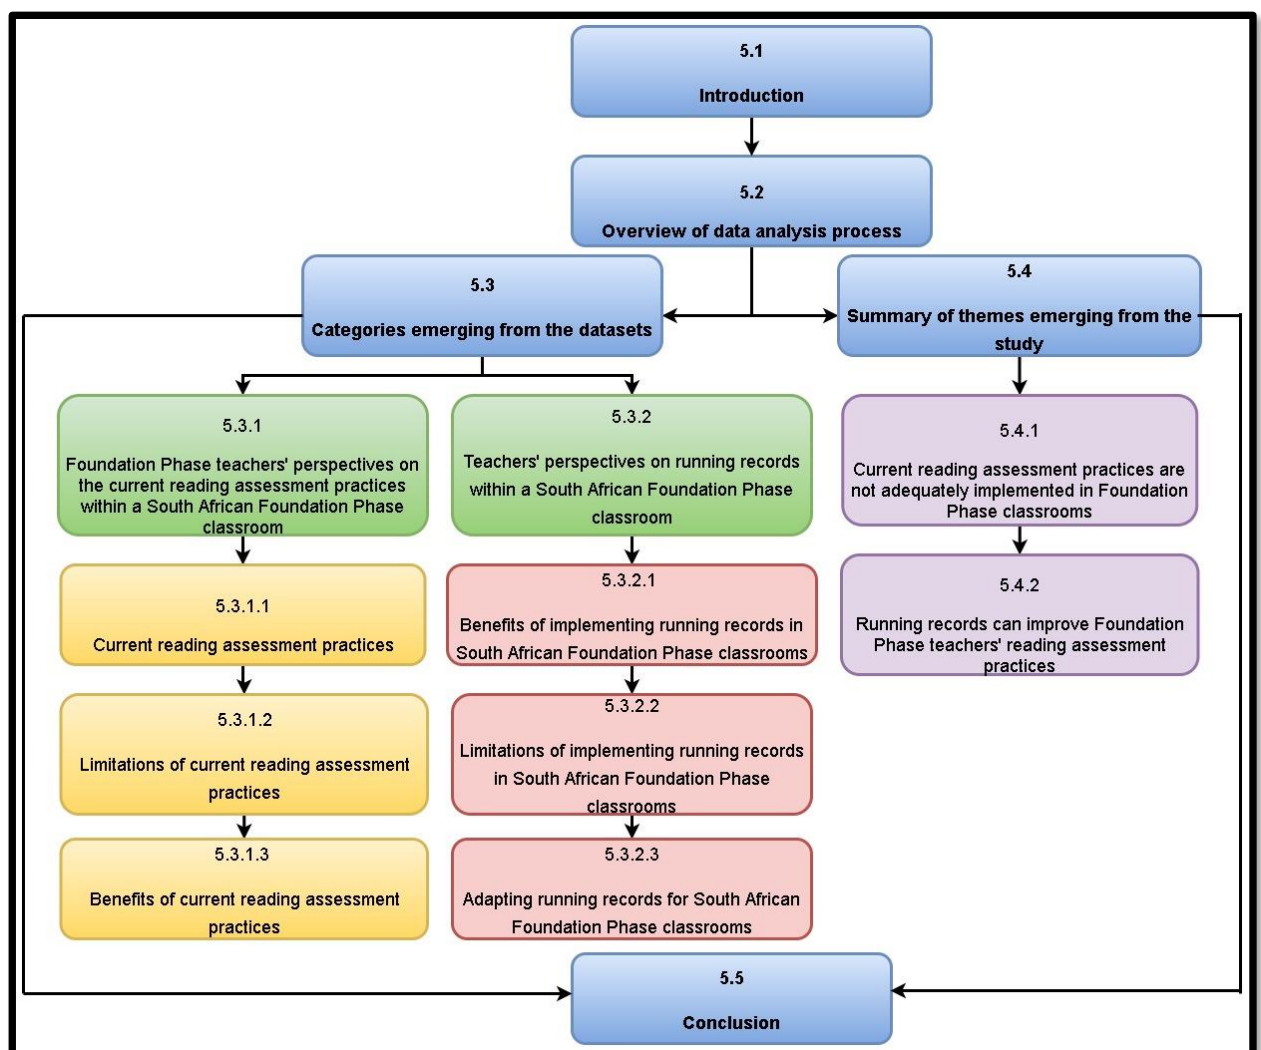 5.1
Introduction
5.2
Overview of data analysis process
5.3
Categories emerging from the datasets
5.4
Summary of themes emerging from the
study
5.3.1
Foundation Phase teachers' perspectives on
the current reading assessment practices
within a South African Foundation Phase
classroom
5.3.2
Teachers' perspectives on running records
within a South African Foundation Phase
classroom
5.4.1
Current reading assessment practices are
not adequately implemented in Foundation
Phase classrooms
5.3.1.1
Current reading assessment practices
5.3.2.1
Benefits of implementing running records in
South African Foundation Phase classrooms
5.4.2
Running records can improve Foundation
Phase teachers' reading assessment
practices
5.3.1.2
Limitations of current reading assessment
practices
5.3.2.2
Limitations of implementing running records
in South African Foundation Phase
classrooms
5.3.1.3
Benefits of current reading assessment
practices
5.3.2.3
Adapting running records for South African
Foundation Phase classrooms
5.5
Conclusion